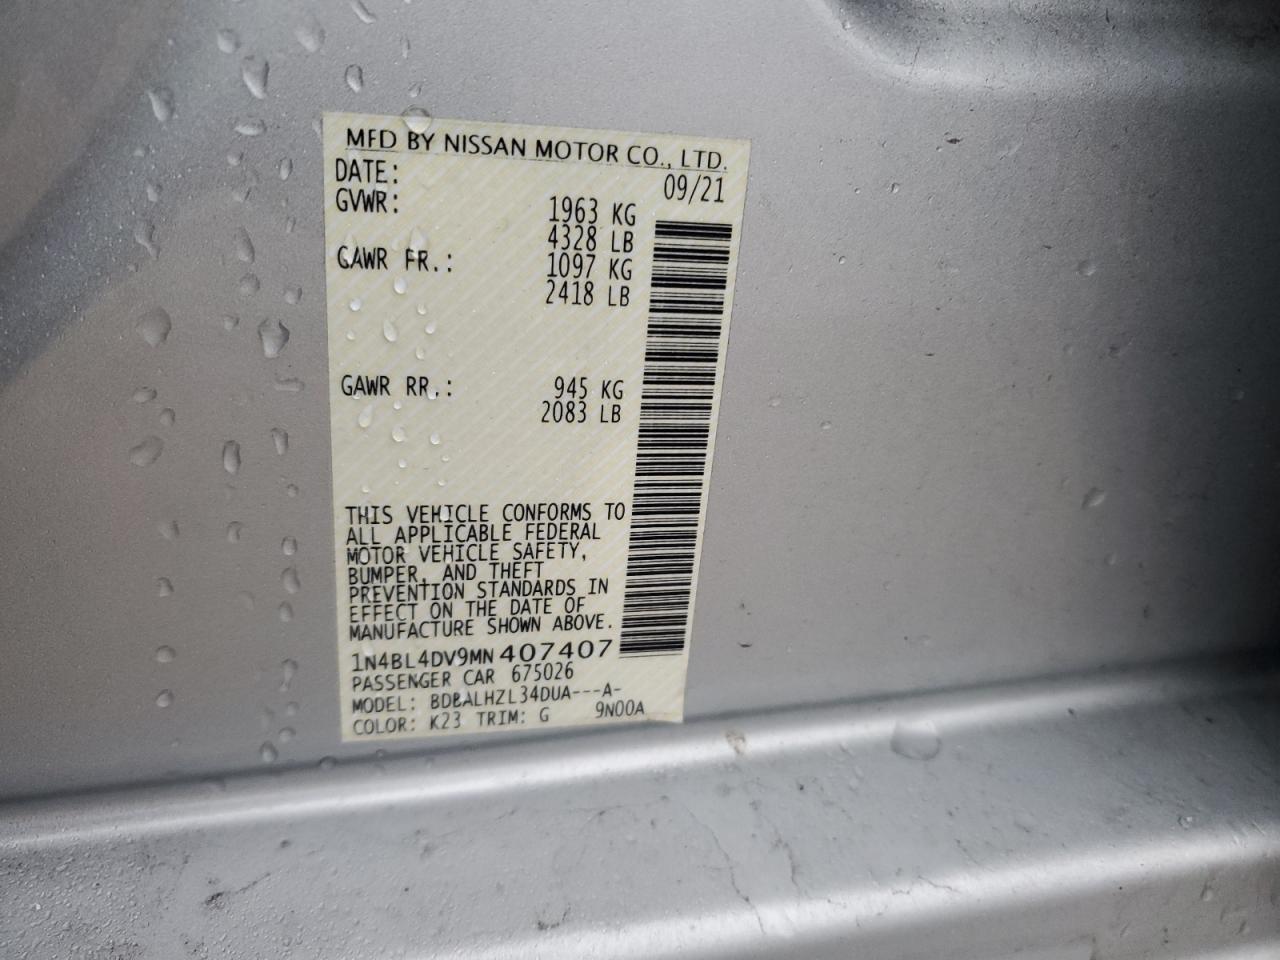 MFD BY NISSAN MOTOR CO., LTD.
DATE: 09/21
GVWR: 1963 KG
4328 LB
GAWR FR.: 1097 KG
2418 LB
GAWR RR.: 945 KG
2083 LB
THIS VEHICLE CONFORMS TO
ALL APPLICABLE FEDERAL
MOTOR VEHICLE SAFETY,
BUMPER, AND THEFT
PREVENTION STANDARDS IN
EFFECT ON THE DATE OF
MANUFACTURE SHOWN ABOVE.
1N4BL4DV9MN407407
PASSENGER CAR 675026
MODEL: BDBALHZL34DUA---A-
COLOR: K23 TRIM: G 9N00A